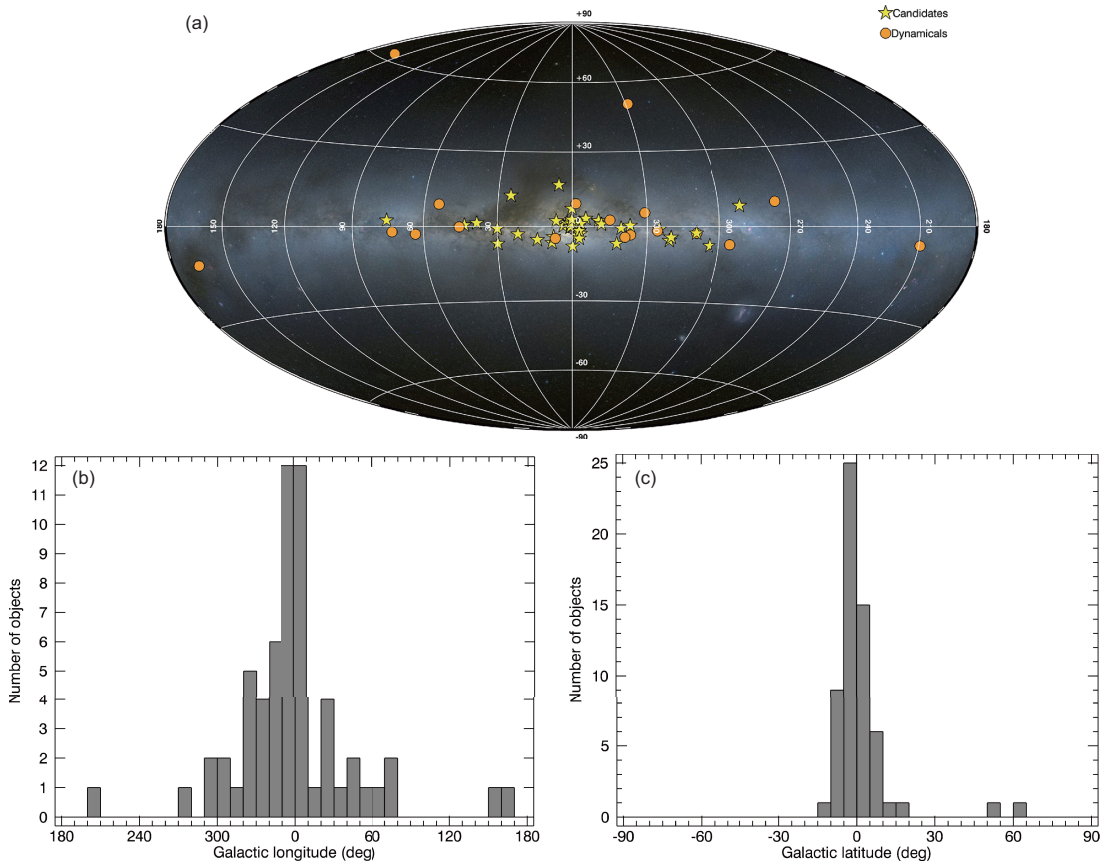 (a)
Candidates
Dynamicals
+90
+60
+30
180 150 120 90 60 30 0 330 300 270 240 210 180
-30
-60
-90
(b)
12
11
10
9
8
7
6
5
4
3
2
1
0
Number of objects
180 240 300 0 60 120 180
Galactic longitude (deg)
(c)
25
20
15
10
5
0
Number of objects
-90 -60 -30 0 30 60 90
Galactic latitude (deg)